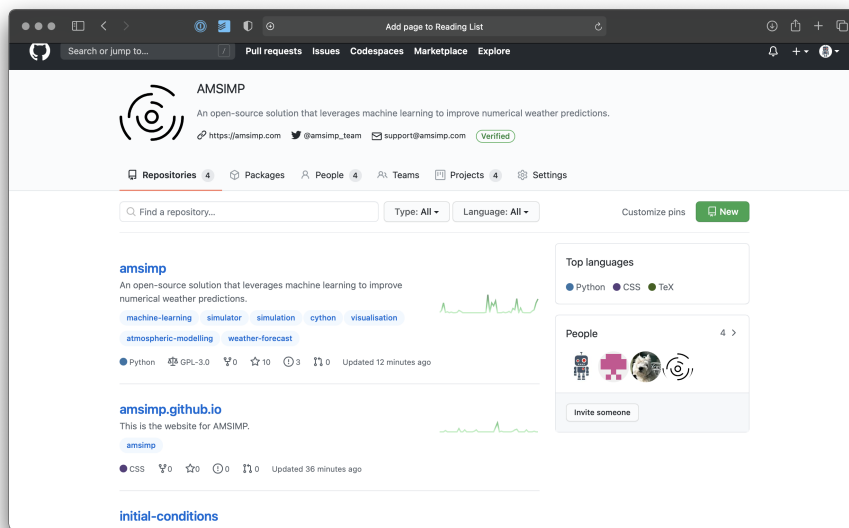 Add page to Reading List
Search or jump to... /
Pull requests Issues Codespaces Marketplace Explore
AMSIMP
An open-source solution that leverages machine learning to improve numerical weather predictions.
https://amsimp.com @amsimp_team support@amsimp.com Verified
Repositories 4 Packages People 4 Teams Projects 4 Settings
Find a repository... Type: All Language: All Customize pins New
amsimp
An open-source solution that leverages machine learning to improve
numerical weather predictions.
machine-learning simulator simulation cython visualisation
atmospheric-modelling weather-forecast
Python GPL-3.0 0 10 3 0 Updated 12 minutes ago
amsimp.github.io
This is the website for AMSIMP.
amsimp
CSS 0 0 0 0 Updated 36 minutes ago
initial-conditions
Top languages
Python CSS TeX
People 4
Invite someone